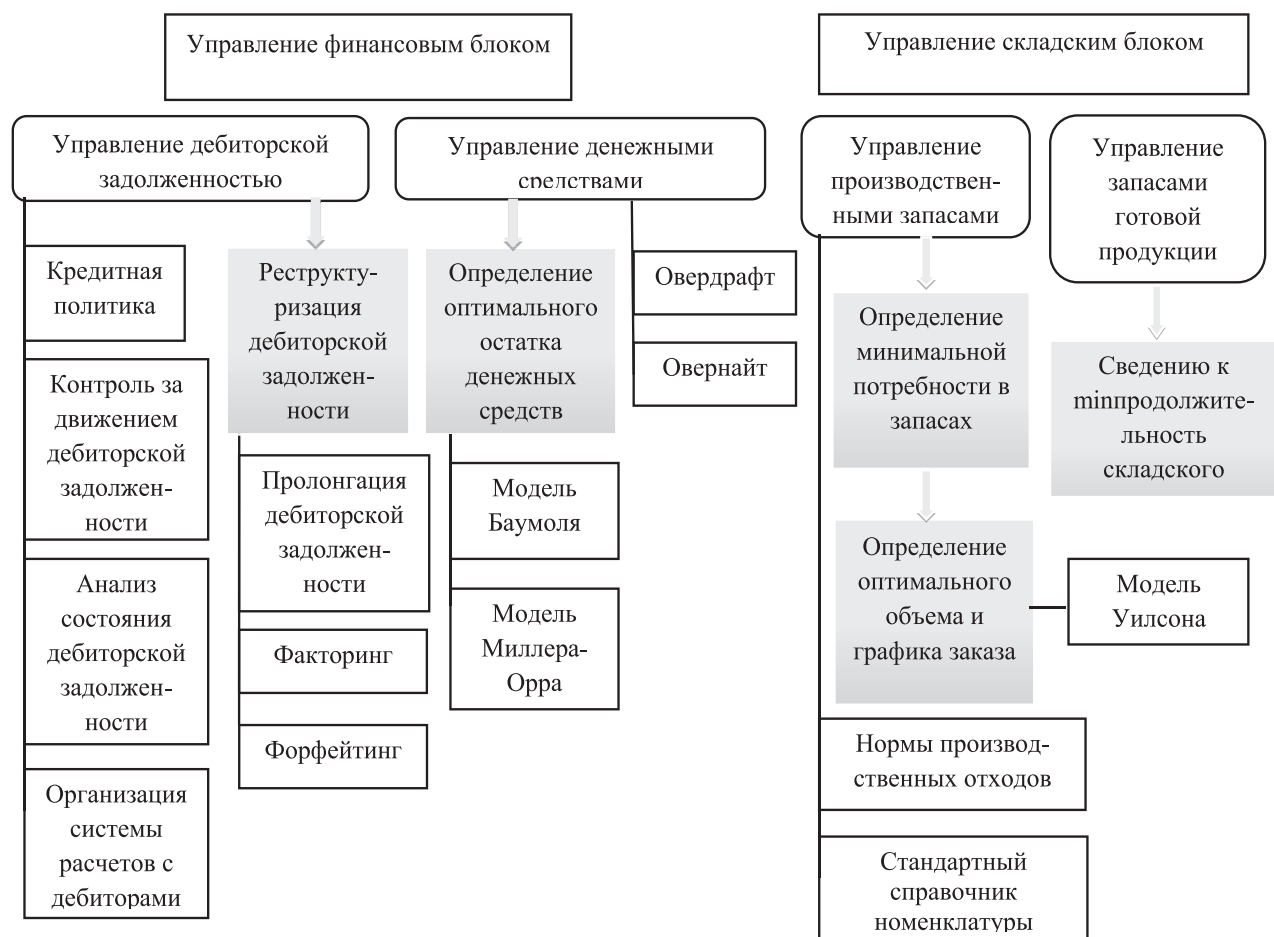 Управление финансовым блоком
Управление складским блоком
Управление дебиторской
задолженностью
Управление денежными
средствами
Управление
производствен-
ными запасами
Управление
запасами
готовой
продукции
Кредитная
политика
Контроль за
движением
дебиторской
задолжен-
ности
Анализ
состояния
дебиторской
задолжен-
ности
Организация
системы
расчетов с
дебиторами
Реструкту-
ризация
дебиторской
задолжен-
ности
Пролонгация
дебиторской
задолжен-
ности
Факторинг
Форфейтинг
Определение
оптимального
остатка
денежных
средств
Модель
Баумоля
Модель
Миллера-
Орра
Овердрафт
Овернайт
Определение
минимальной
потребности в
запасах
Определение
оптимального
объема и
графика заказа
Модель
Уилсона
Нормы производ-
ственных отходов
Стандартный
справочник
номенклатуры
Сведению к
minпродолжите-
льность
складского